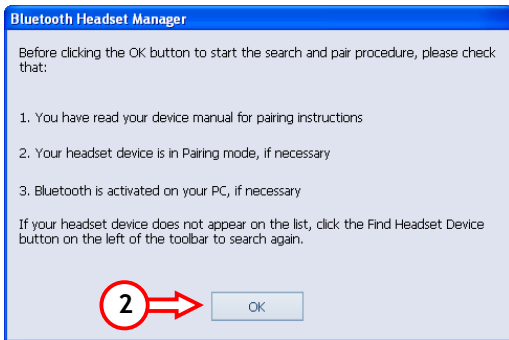 Bluetooth Headset Manager
Before clicking the OK button to start the search and pair procedure, please check
that:
1. You have read your device manual for pairing instructions
2. Your headset device is in Pairing mode, if necessary
3. Bluetooth is activated on your PC, if necessary
If your headset device does not appear on the list, click the Find Headset Device
button on the left of the toolbar to search again.
2
OK